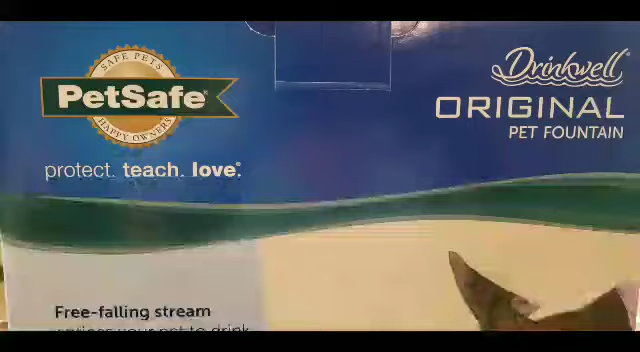 SAFE PETS
PetSafe®
HAPPY OWNERS
protect. teach. love.®
Drinkwell®
ORIGINAL
PET FOUNTAIN
Free-falling stream
entices your pet to drink